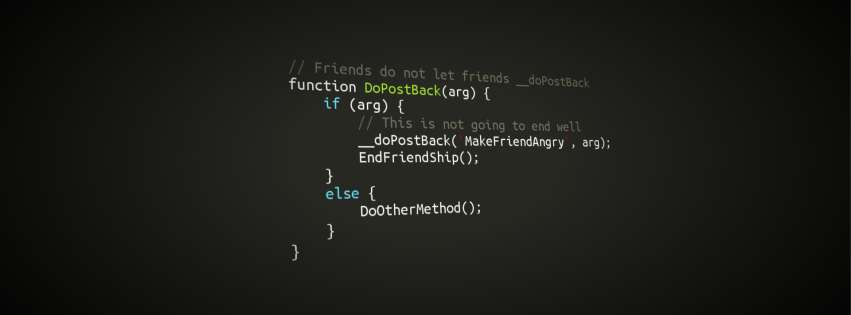 // Friends do not let friends __doPostBack
function DoPostBack(arg) {
if (arg) {
// This is not going to end well
__doPostBack('MakeFriendAngry', arg);
EndFriendShip();
}
else {
DoOtherMethod();
}
}